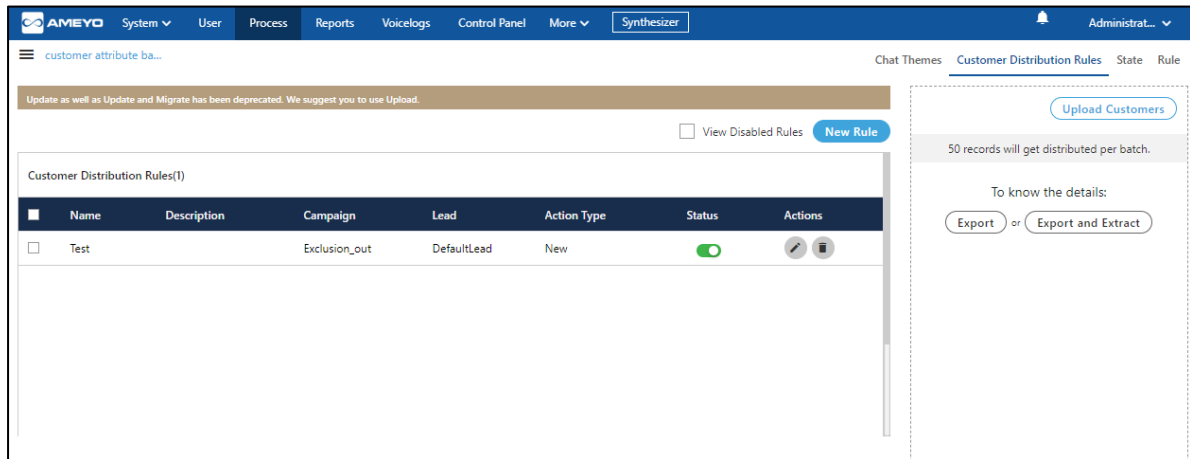 AMEYO System User Process Reports Voicelogs Control Panel More Synthesizer Administrat...
customer attribute ba...
Chat Themes Customer Distribution Rules State Rule
Update as well as Update and Migrate has been deprecated. We suggest you to use Upload.
Upload Customers
View Disabled Rules New Rule
50 records will get distributed per batch.
Customer Distribution Rules(1)
To know the details:
Name Description Campaign Lead Action Type Status Actions
Export or Export and Extract
Test Exclusion_out DefaultLead New